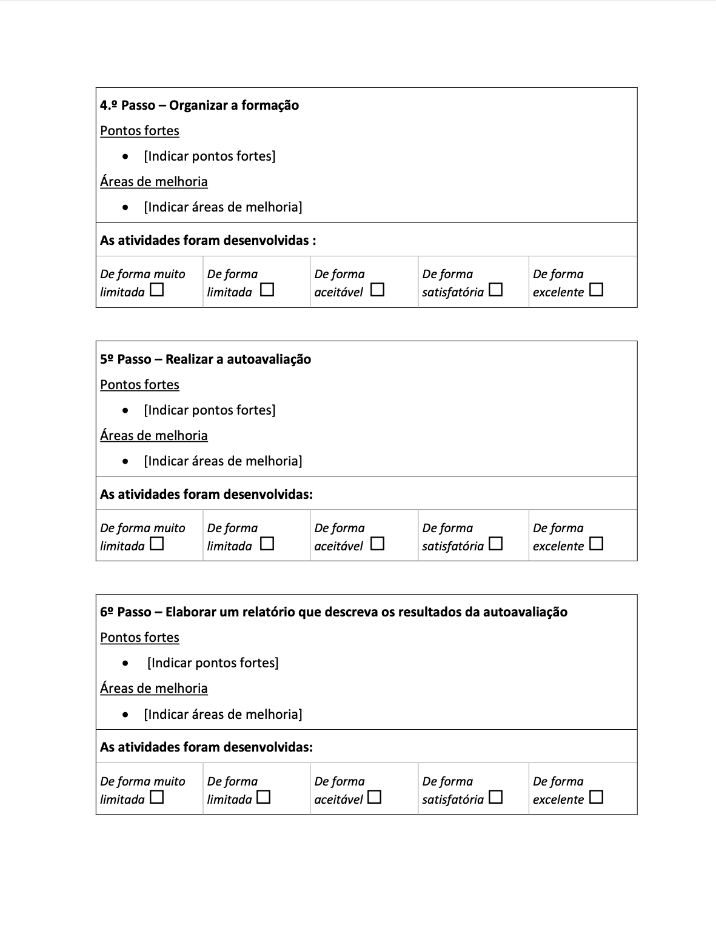 4.º Passo – Organizar a formação
Pontos fortes
• [Indicar pontos fortes]
Áreas de melhoria
• [Indicar áreas de melhoria]
As atividades foram desenvolvidas :
De forma muito limitada ☐
De forma limitada ☐
De forma aceitável ☐
De forma satisfatória ☐
De forma excelente ☐
5º Passo – Realizar a autoavaliação
Pontos fortes
• [Indicar pontos fortes]
Áreas de melhoria
• [Indicar áreas de melhoria]
As atividades foram desenvolvidas:
De forma muito limitada ☐
De forma limitada ☐
De forma aceitável ☐
De forma satisfatória ☐
De forma excelente ☐
6º Passo – Elaborar um relatório que descreva os resultados da autoavaliação
Pontos fortes
• [Indicar pontos fortes]
Áreas de melhoria
• [Indicar áreas de melhoria]
As atividades foram desenvolvidas:
De forma muito limitada ☐
De forma limitada ☐
De forma aceitável ☐
De forma satisfatória ☐
De forma excelente ☐